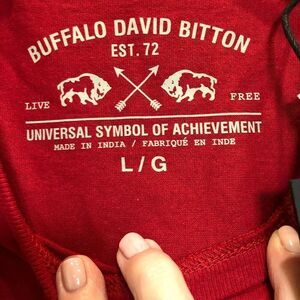 BUFFALO DAVID BITTON
EST. 72
LIVE FREE
UNIVERSAL SYMBOL OF ACHIEVEMENT
MADE IN INDIA / FABRIQUÉ EN INDE
L/G